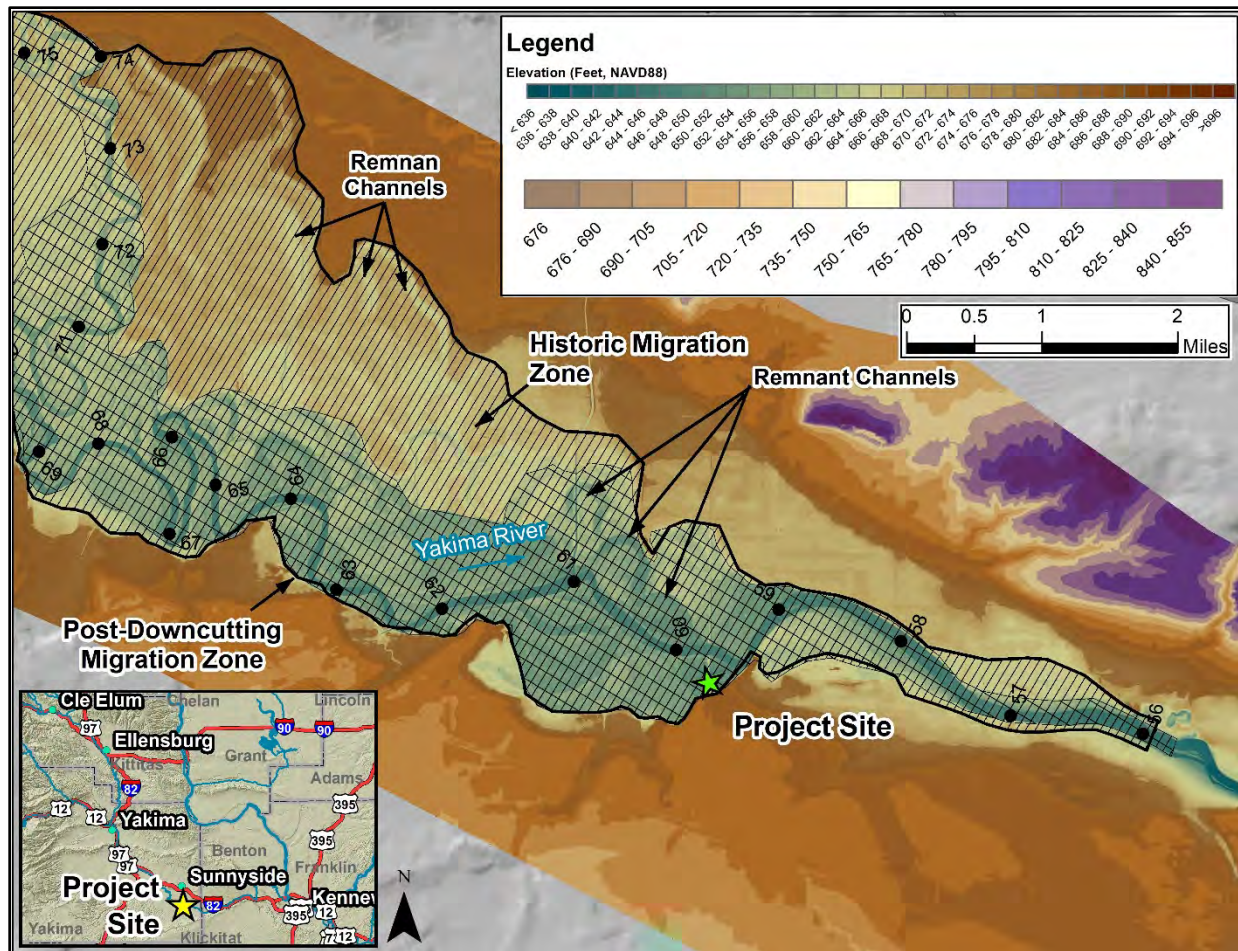 Legend
Elevation (Feet, NAVD88)
< 636
636 - 638
638 - 640
640 - 642
642 - 644
644 - 646
646 - 648
648 - 650
650 - 652
652 - 654
654 - 656
656 - 658
658 - 660
660 - 662
662 - 664
664 - 666
666 - 668
668 - 670
670 - 672
672 - 674
674 - 676
676 - 678
678 - 680
680 - 682
682 - 684
684 - 686
686 - 688
688 - 690
690 - 692
692 - 694
694 - 696
>696
676
676 - 690
690 - 705
705 - 720
720 - 735
735 - 750
750 - 765
765 - 780
780 - 795
795 - 810
810 - 825
825 - 840
840 - 855
0 0.5 1 2
Miles
75
74
73
72
71
69
68
66
67
65
64
63
62
61
60
59
58
57
56
Remnan
Channels
Historic Migration
Zone
Remnant Channels
Yakima River
Post-Downcutting
Migration Zone
Project Site
N
Cle Elum
Chelan
Lincoln
97
90
90
Ellensburg
Kittitas
Grant
Adams
82
395
12
12
Yakima
97
97
Benton
395
Franklin
Sunnyside
Project
Site
82
Kennew
395
12
12
Yakima
Klickitat